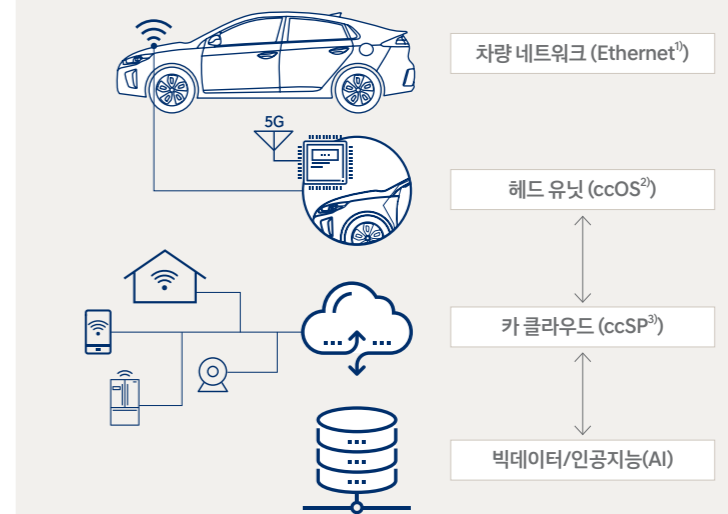 차량 네트워크 (Ethernet¹⁾)
5G
헤드 유닛 (ccOS²⁾)
카 클라우드 (ccSP³⁾)
빅데이터/인공지능(AI)